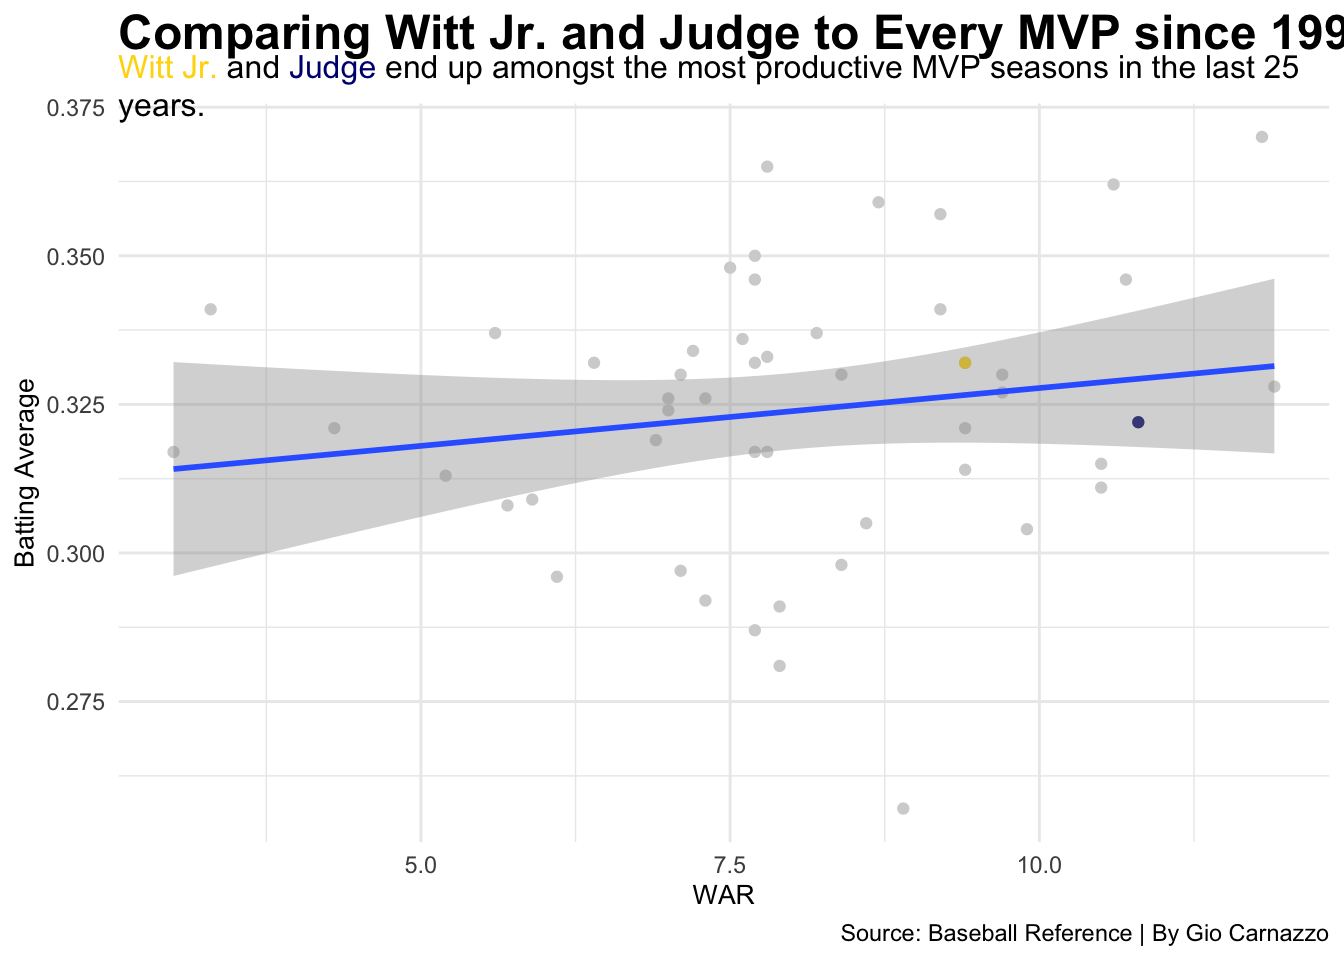 Comparing Witt Jr. and Judge to Every MVP since 199
Witt Jr. and Judge end up amongst the most productive MVP seasons in the last 25
years.
0.375
0.350
0.325
0.300
0.275
Batting Average
5.0 7.5 10.0
WAR
Source: Baseball Reference | By Gio Carnazzo